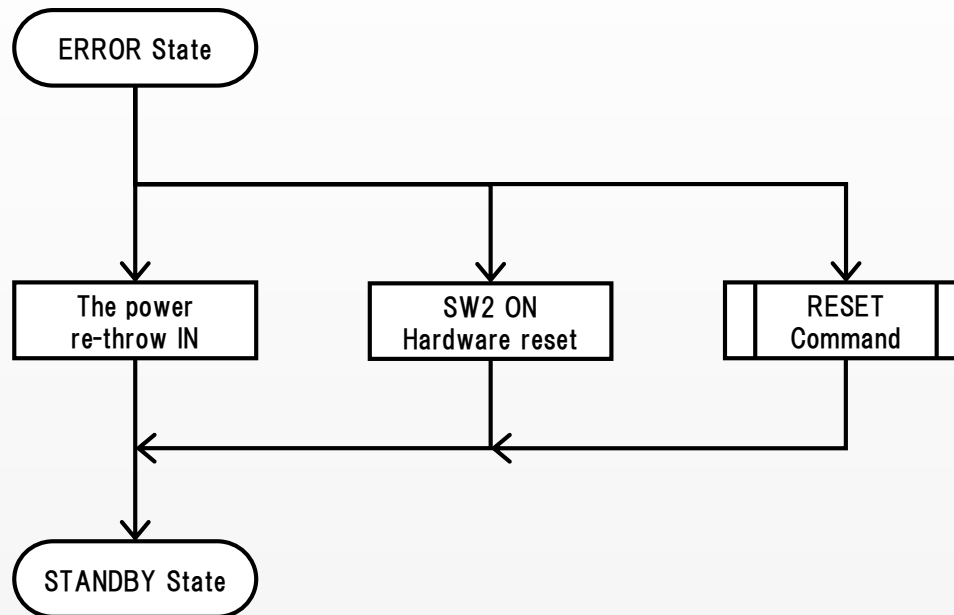 ERROR State
The power
re-throw IN
SW2 ON
Hardware reset
RESET
Command
STANDBY State